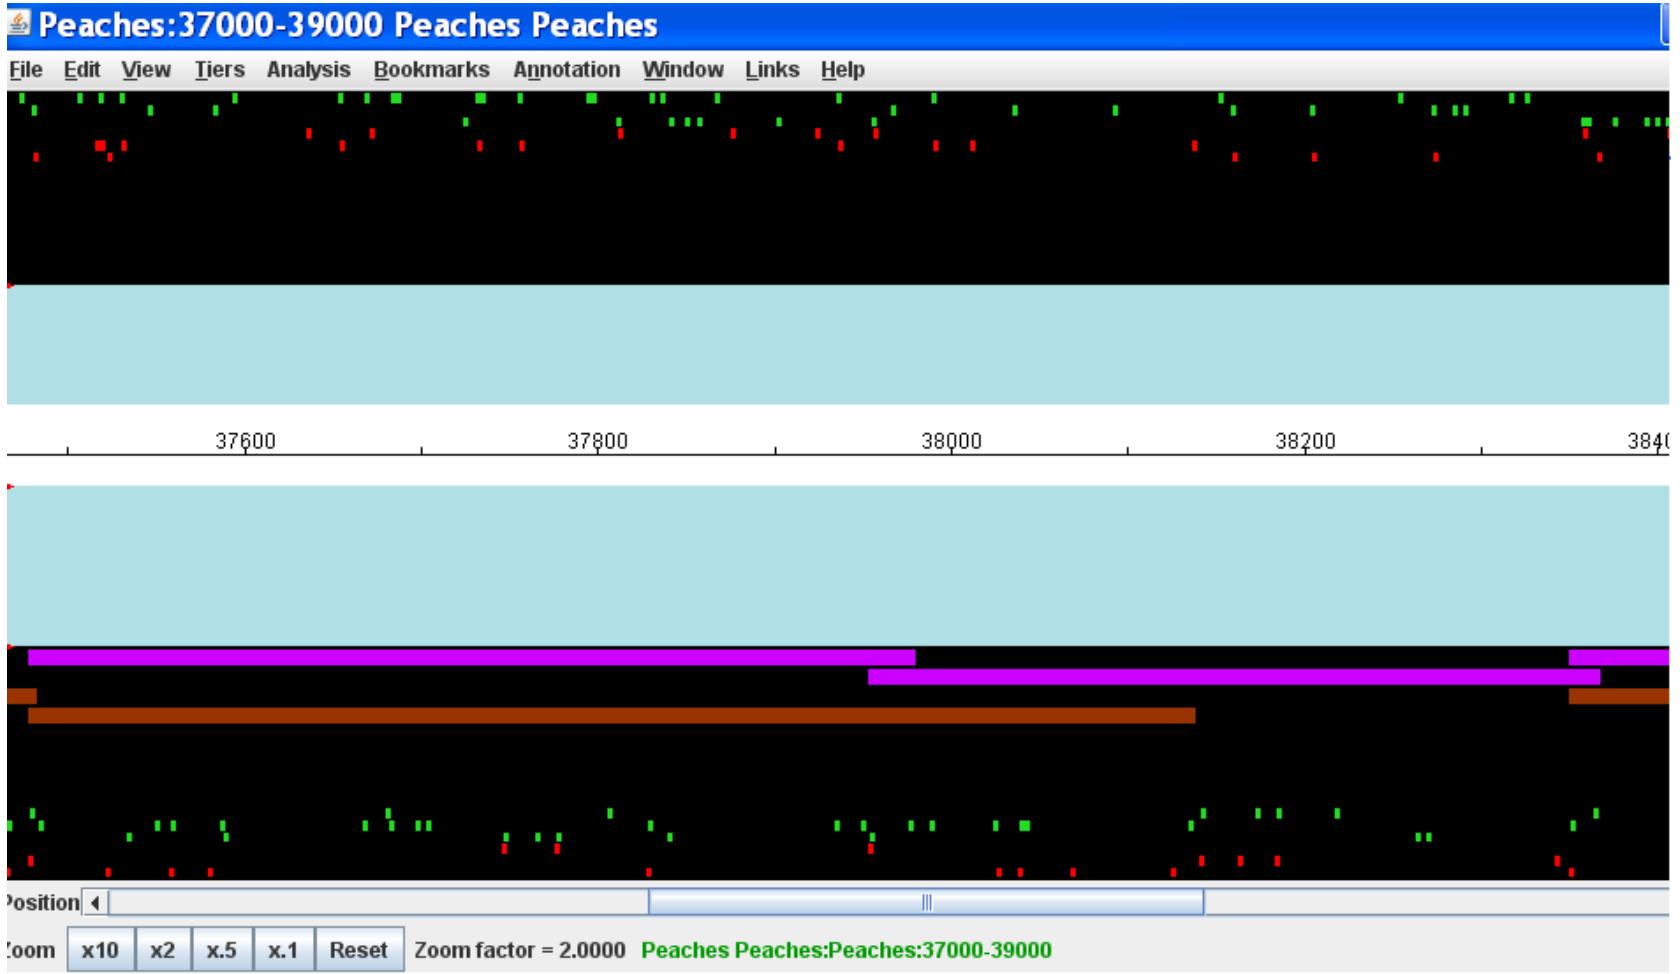 Peaches:37000-39000 Peaches Peaches
File Edit View Tiers Analysis Bookmarks Annotation Window Links Help
37600 37800 38000 38200
Position
x10 x2 x.5 x.1 Reset Zoom factor = 2.0000 Peaches Peaches:Peaches:37000-39000